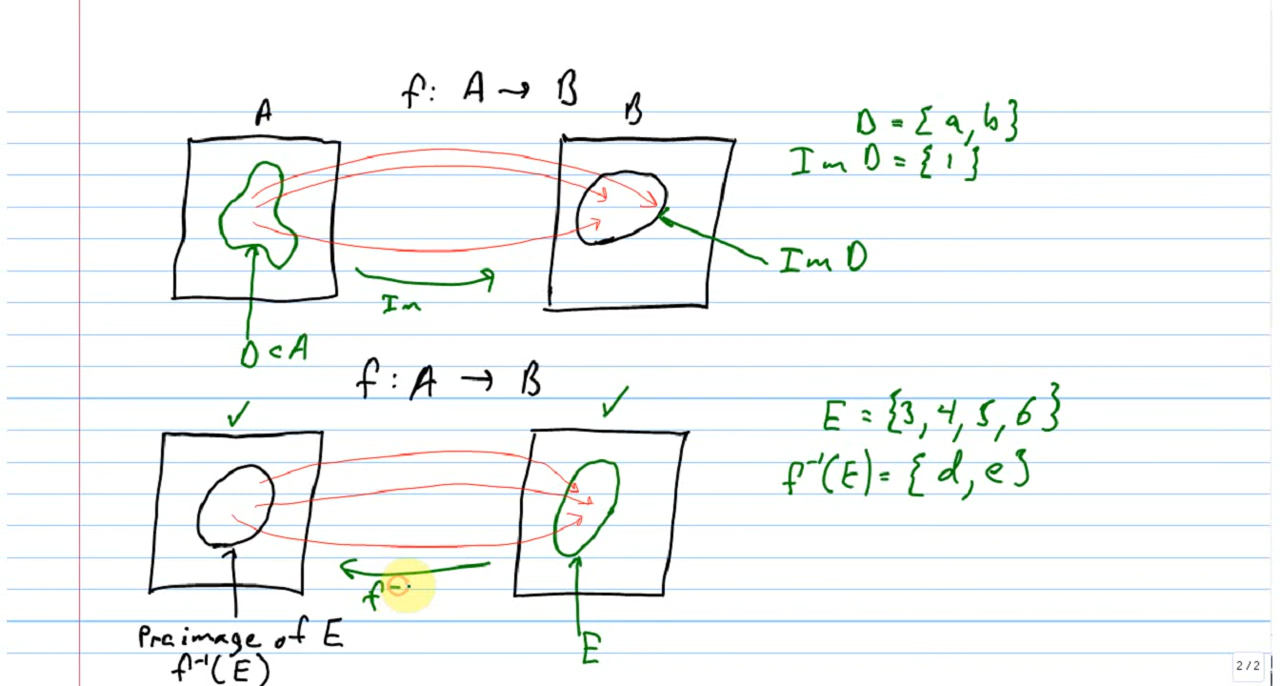 f: A → B
A
B
D = {a, b}
Im D = {1}
Im D
Im
D ⊂ A
f: A → B
✓
✓
E = {3, 4, 5, 6}
f⁻¹(E) = {d, e}
f⁻
Preimage of E
f⁻¹(E)
E
2/2